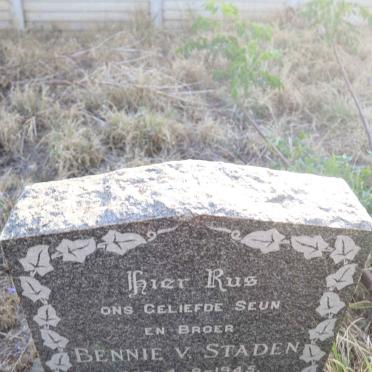 Hier Rus
ONS GELIEFDE SEUN
EN BROER
BENNIE V. STADEN